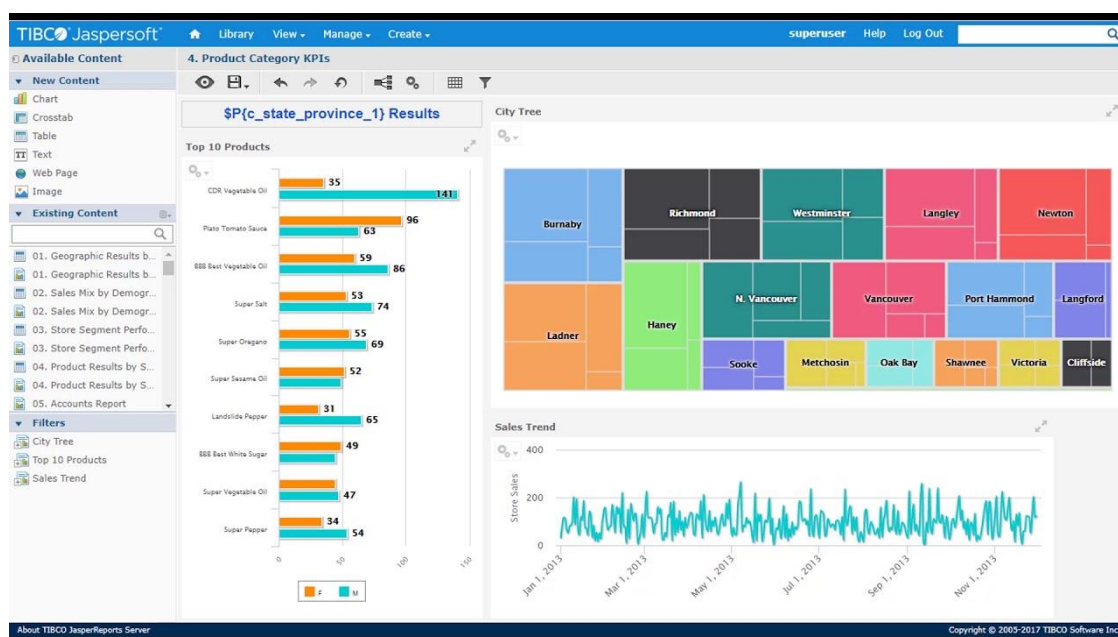 TIBCO Jaspersoft
Library View Manage Create
superuser Help Log Out
Available Content
New Content
Chart
Crosstab
Table
TT Text
Web Page
Image
Existing Content
01. Geographic Results b...
01. Geographic Results b...
02. Sales Mix by Demogr...
02. Sales Mix by Demogr...
03. Store Segment Perfo...
03. Store Segment Perfo...
04. Product Results by S...
04. Product Results by S...
05. Accounts Report
Filters
City Tree
Top 10 Products
Sales Trend
4. Product Category KPIs
$P{c_state_province_1} Results
Top 10 Products
CDR Vegetable Oil 35 141
Plato Tomato Sauce 96 63
BBB Best Vegetable Oil 59 86
Super Salt 53 74
Super Oregano 55 69
Super Sesame Oil 52
Landslide Pepper 31 65
BBB Best White Sugar 49
Super Vegetable Oil 47
Super Pepper 34 54
0 50 100 150
F M
City Tree
Burnaby Richmond Westminster Langley Newton
Ladner Haney N. Vancouver Vancouver Port Hammond Langford
Sooke Metchosin Oak Bay Shawnee Victoria Cliffside
Sales Trend
Store Sales
400
200
0
Jan 1, 2013 Mar 1, 2013 May 1, 2013 Jul 1, 2013 Sep 1, 2013 Nov 1, 2013
About TIBCO JasperReports Server
Copyright © 2005-2017 TIBCO Software Inc